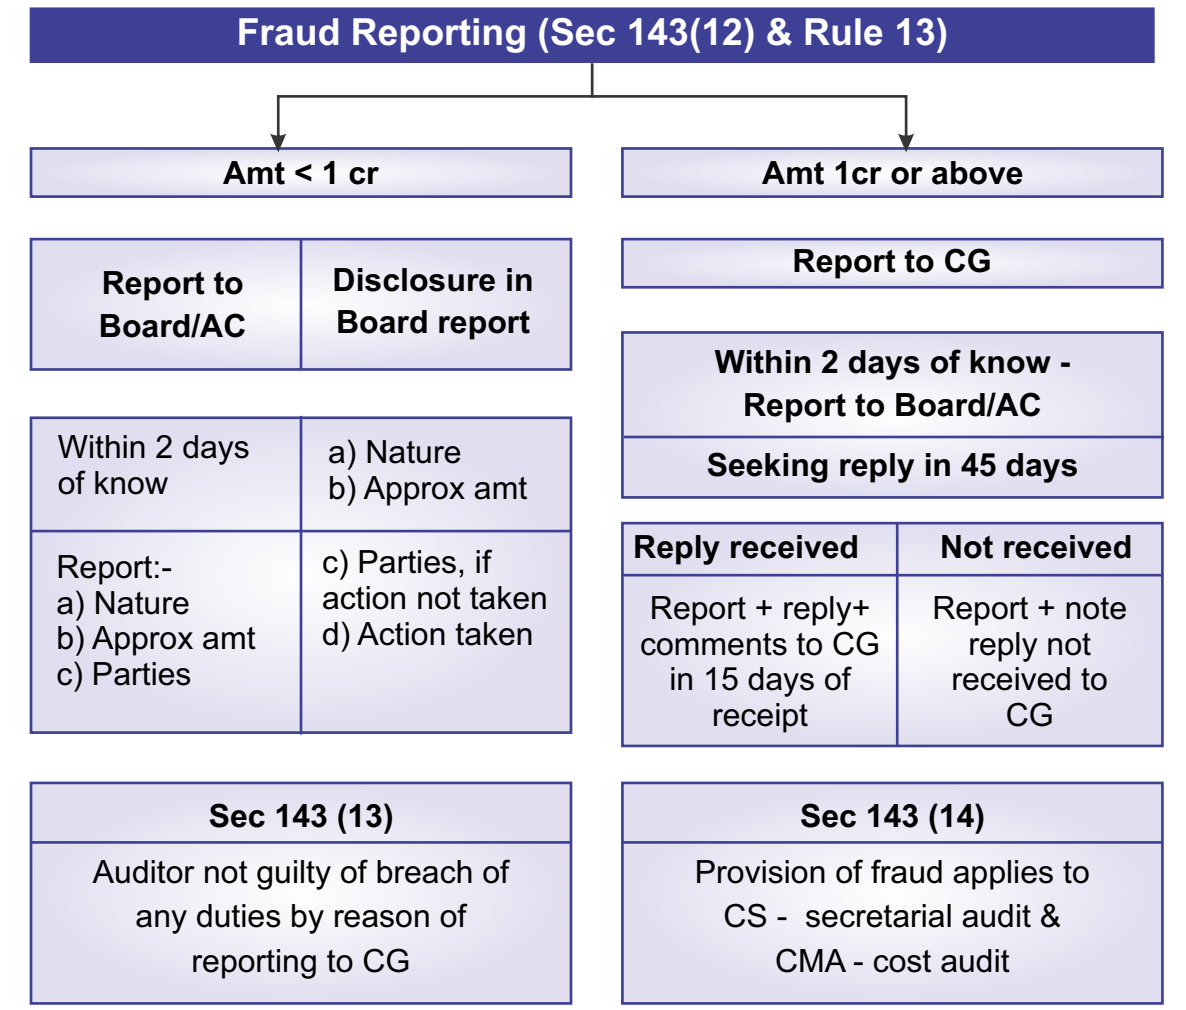 Fraud Reporting (Sec 143(12) & Rule 13)
Amt < 1 cr
Report to
Board/AC
Disclosure in
Board report
Within 2 days
of know
a) Nature
b) Approx amt
Report:-
a) Nature
b) Approx amt
c) Parties
c) Parties, if
action not taken
d) Action taken
Sec 143 (13)
Auditor not guilty of breach of
any duties by reason of
reporting to CG
Amt 1cr or above
Report to CG
Within 2 days of know -
Report to Board/AC
Seeking reply in 45 days
Reply received
Report + reply+
comments to CG
in 15 days of
receipt
Not received
Report + note
reply not
received to
CG
Sec 143 (14)
Provision of fraud applies to
CS - secretarial audit &
CMA - cost audit